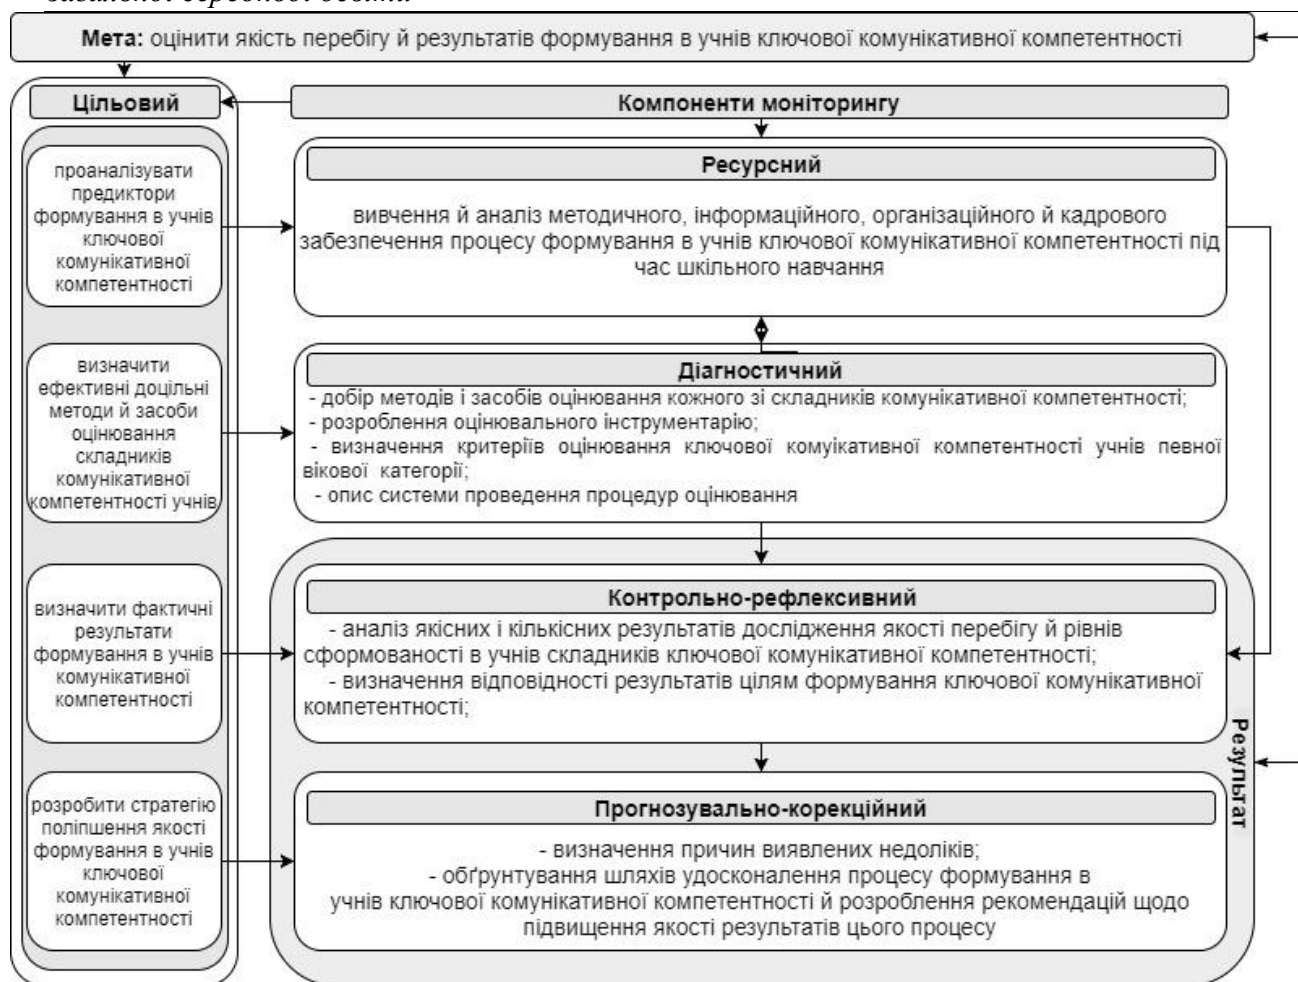 загальної середньої освіти
Мета: оцінити якість перебігу й результатів формування в учнів ключової комунікативної компетентності
Цільовий
проаналізувати
предиктори
формування в учнів
ключової
комунікативної
компетентності
визначити
ефективні доцільні
методи й засоби
оцінювання
складників
комунікативної
компетентності учнів
визначити фактичні
результати
формування в учнів
комунікативної
компетентності
розробити стратегію
поліпшення якості
формування в учнів
ключової
комунікативної
компетентності
Компоненти моніторингу
Ресурсний
вивчення й аналіз методичного, інформаційного, організаційного й кадрового
забезпечення процесу формування в учнів ключової комунікативної компетентності під
час шкільного навчання
Діагностичний
- добір методів і засобів оцінювання кожного зі складників комунікативної компетентності;
- розроблення оцінювального інструментарію;
- визначення критеріїв оцінювання ключової комуікативної компетентності учнів певної
вікової категорії;
- опис системи проведення процедур оцінювання
Контрольно-рефлексивний
- аналіз якісних і кількісних результатів дослідження якості перебігу й рівнів
сформованості в учнів складників ключової комунікативної компетентності;
- визначення відповідності результатів цілям формування ключової комунікативної
компетентності;
Прогнозувально-корекційний
- визначення причин виявлених недоліків;
- обґрунтування шляхів удосконалення процесу формування в
учнів ключової комунікативної компетентності й розроблення рекомендацій щодо
підвищення якості результатів цього процесу
Результат